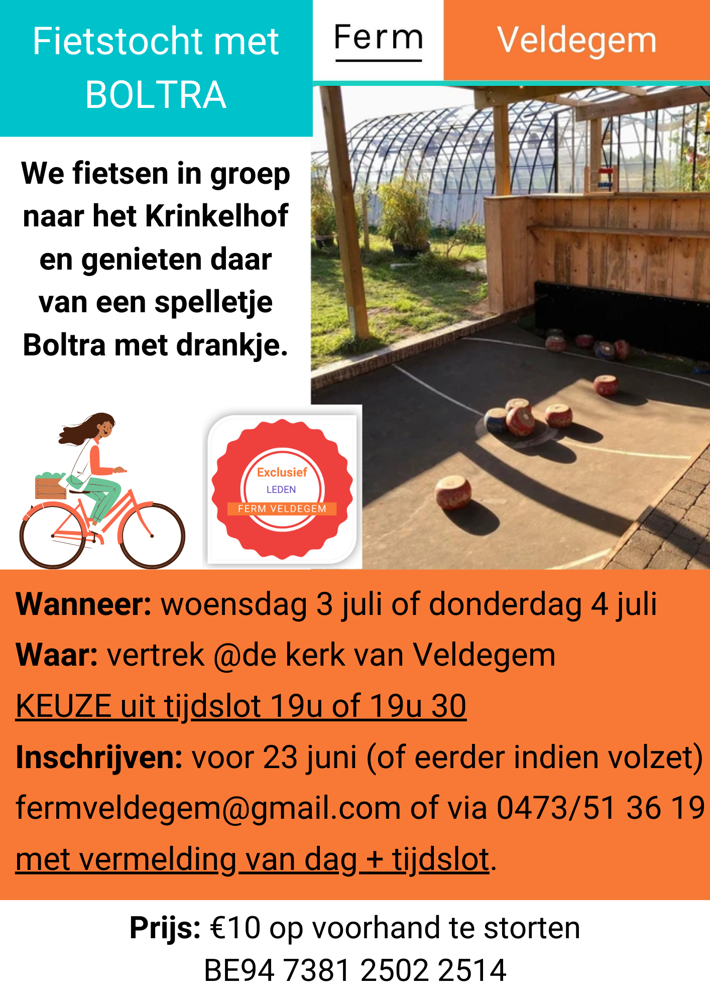 Fietstocht met
BOLTRA
Ferm
Veldegem
We fietsen in groep
naar het Krinkelhof
en genieten daar
van een spelletje
Boltra met drankje.
Exclusief
LEDEN
FERM VELDEGEM
Wanneer: woensdag 3 juli of donderdag 4 juli
Waar: vertrek @de kerk van Veldegem
KEUZE uit tijdslot 19u of 19u 30
Inschrijven: voor 23 juni (of eerder indien volzet)
fermveldegem@gmail.com of via 0473/51 36 19
met vermelding van dag + tijdslot.
Prijs: €10 op voorhand te storten
BE94 7381 2502 2514